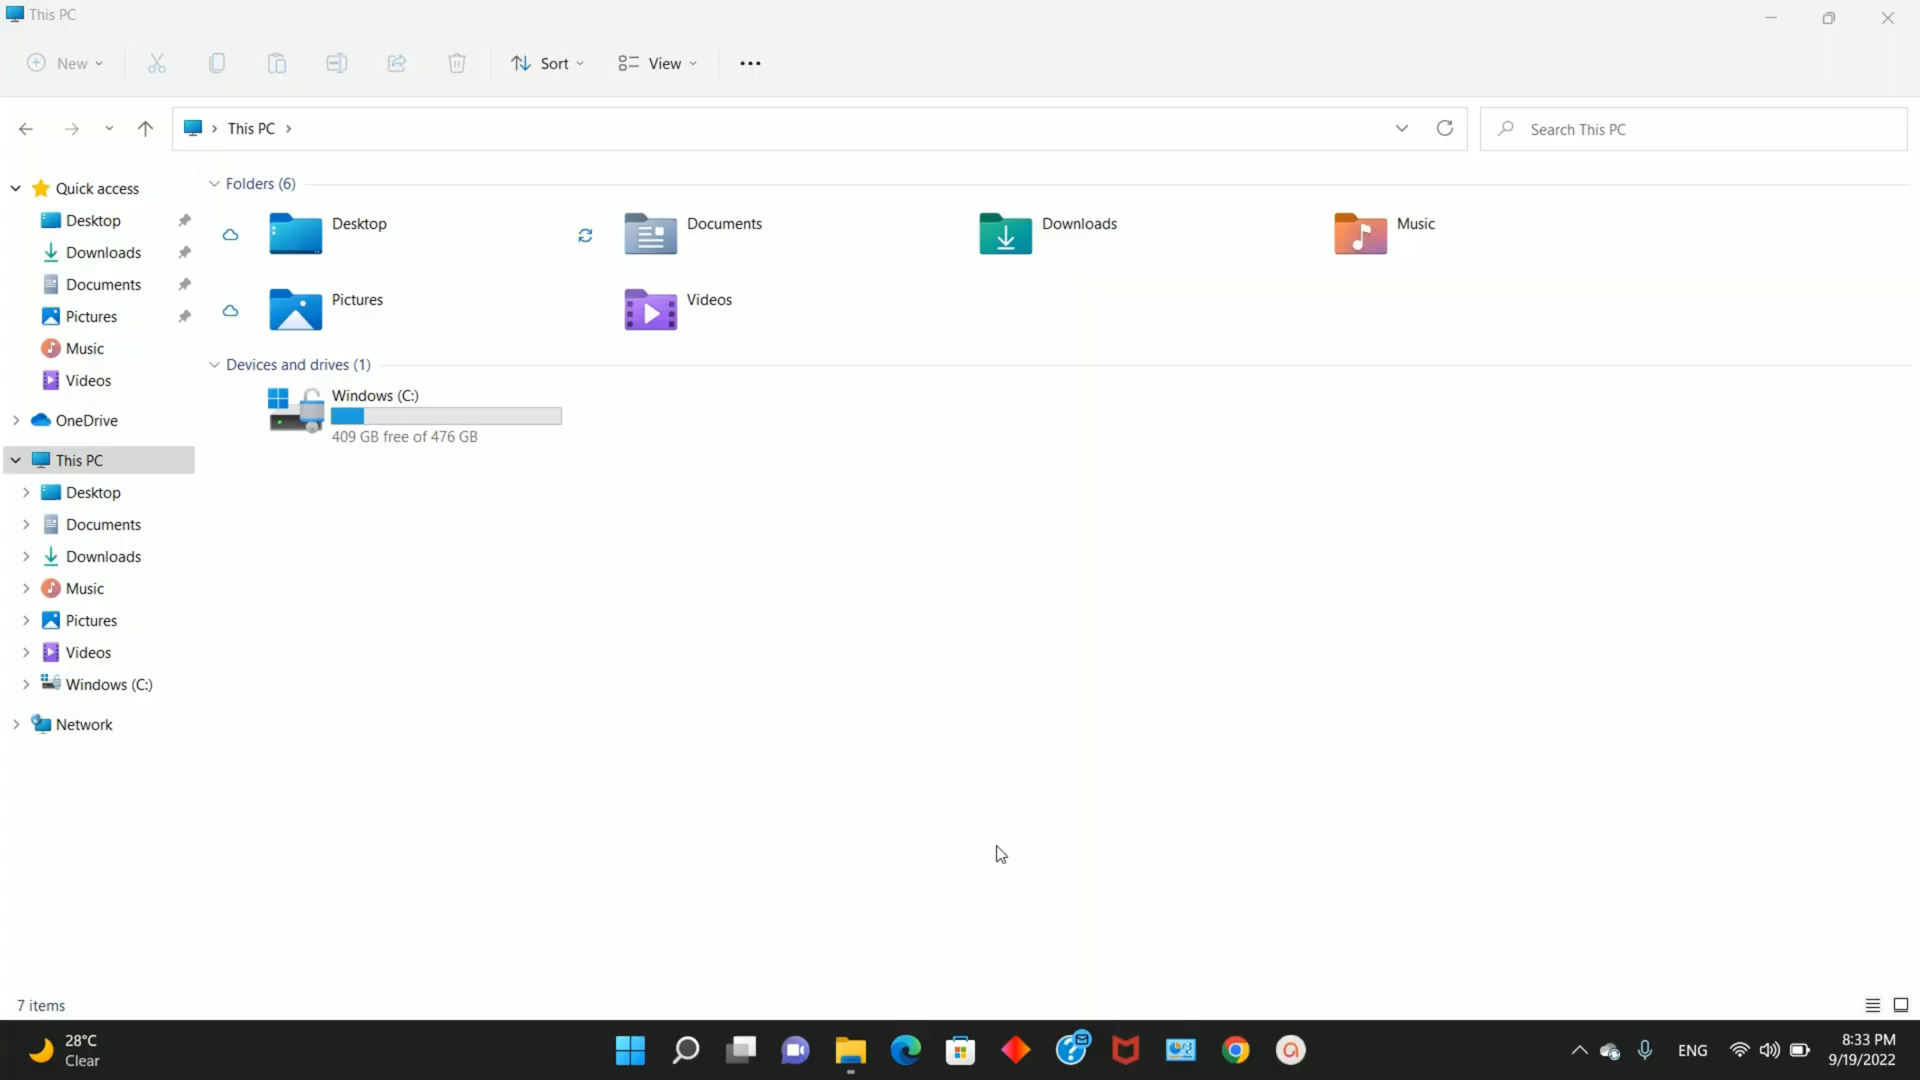 This PC
New
Sort
View
This PC
Search This PC
Quick access
Desktop
Downloads
Documents
Pictures
Music
Videos
OneDrive
This PC
Desktop
Documents
Downloads
Music
Pictures
Videos
Windows (C:)
Network
Folders (6)
Desktop
Documents
Downloads
Music
Pictures
Videos
Devices and drives (1)
Windows (C:)
409 GB free of 476 GB
7 items
28°C
Clear
ENG
8:33 PM
9/19/2022